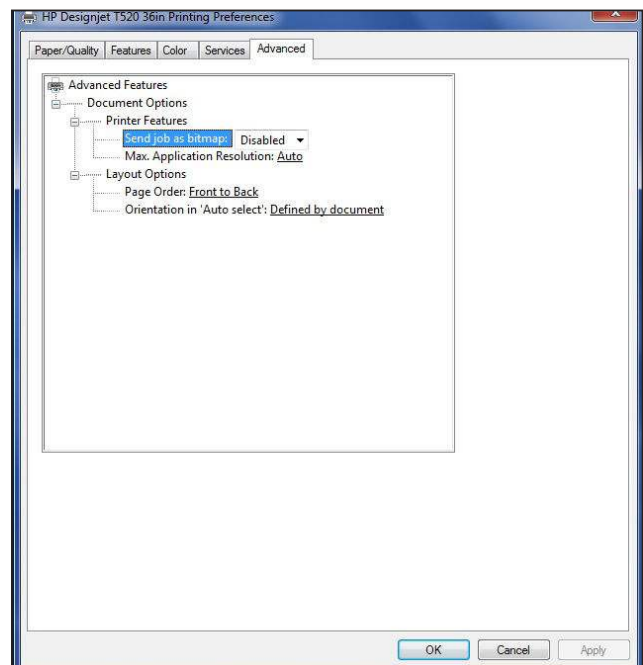 HP Designjet T520 36in Printing Preferences
Paper/Quality Features Color Services Advanced
Advanced Features
Document Options
Printer Features
Send job as bitmap: Disabled
Max. Application Resolution: Auto
Layout Options
Page Order: Front to Back
Orientation in 'Auto select': Defined by document
OK Cancel Apply